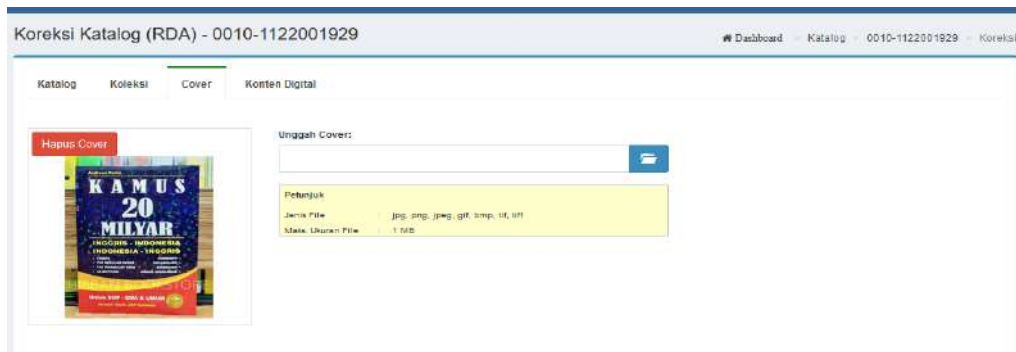 Koreksi Katalog (RDA) - 0010-1122001929
Dashboard Katalog 0010-1122001929 Koreksi
Katalog Koleksi Cover Konten Digital
Hapus Cover
Unggah Cover:
KAMUS
20
MILYAR
INGGRIS - INDONESIA
INDONESIA - INGGRIS
Petunjuk
Jenis File : jpg, png, jpeg, gif, bmp, tif, tiff
Maks. Ukuran File : 1 MB